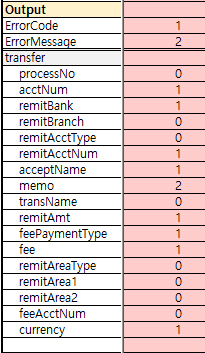 Output
ErrorCode 1
ErrorMessage 2
transfer
processNo 0
acctNum 1
remitBank 1
remitBranch 0
remitAcctType 0
remitAcctNum 1
acceptName 1
memo 2
transName 0
remitAmt 1
feePaymentType 1
fee 1
remitAreaType 0
remitArea1 0
remitArea2 0
feeAcctNum 0
currency 1